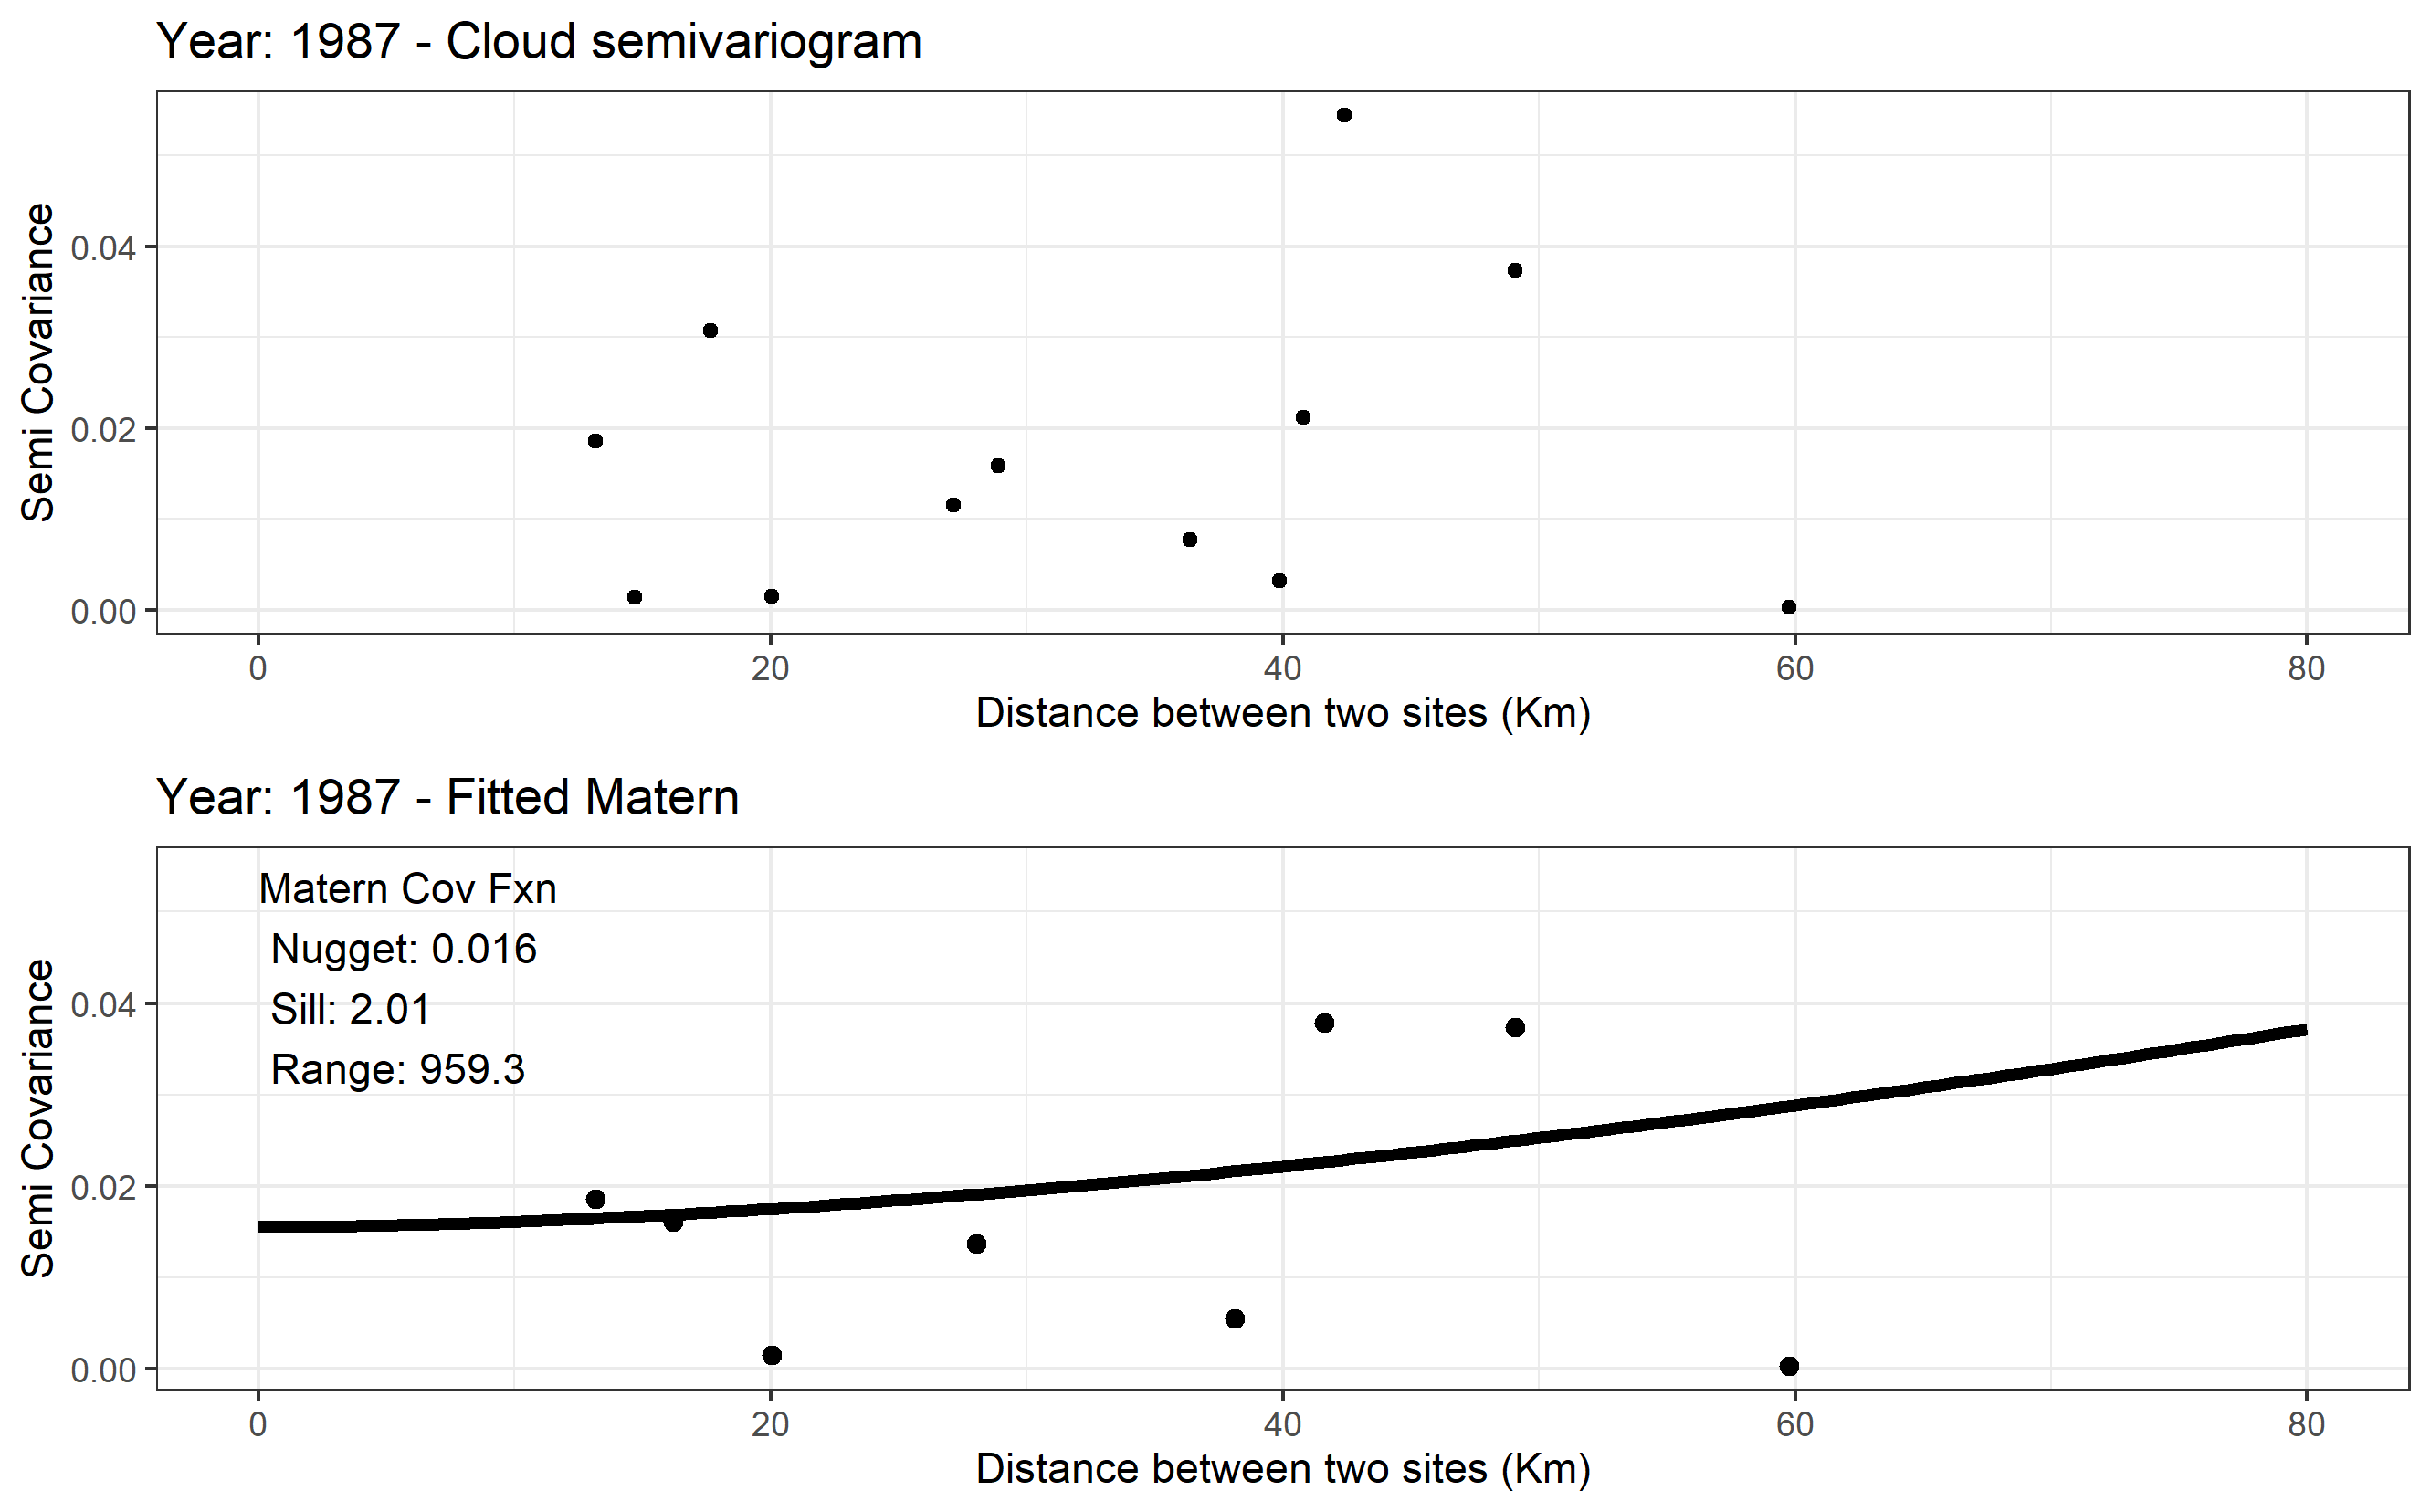 Year: 1987 - Cloud semivariogram
Semi Covariance
0.04
0.02
0.00
0 20 40 60 80
Distance between two sites (Km)
Year: 1987 - Fitted Matern
Matern Cov Fxn
Nugget: 0.016
Sill: 2.01
Range: 959.3
Semi Covariance
0.04
0.02
0.00
0 20 40 60 80
Distance between two sites (Km)